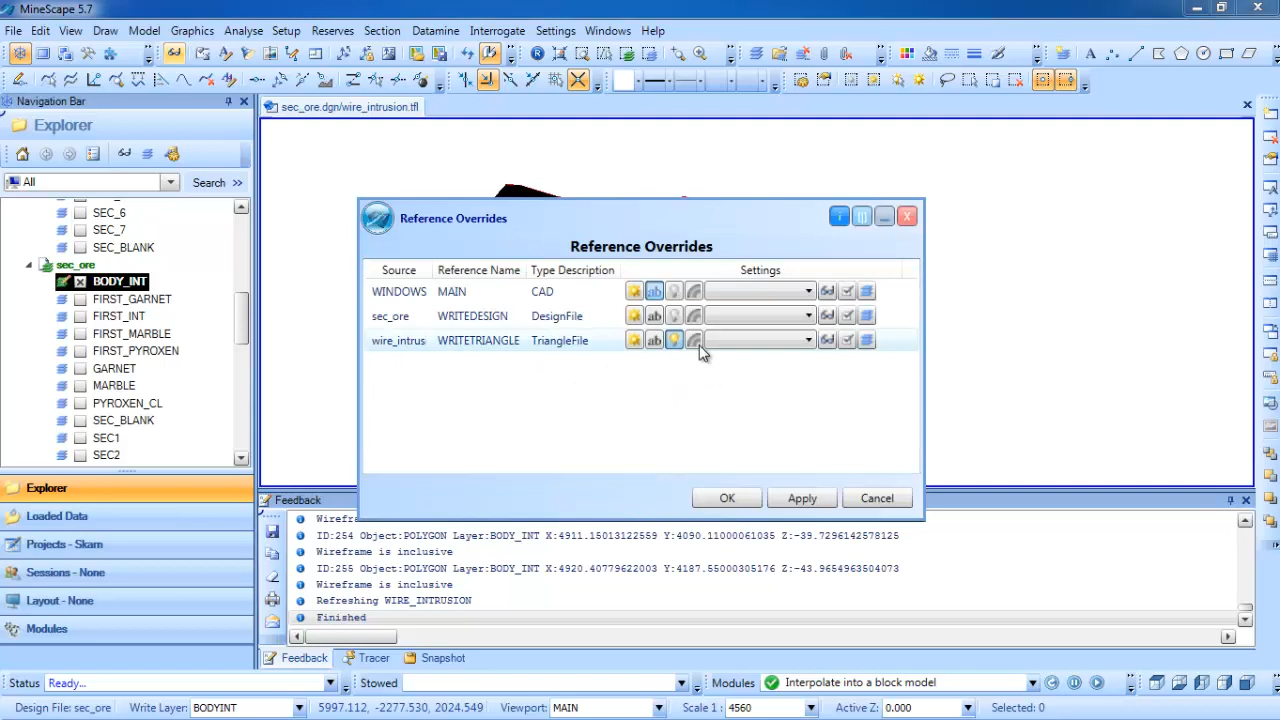 MineScape 5.7
File Edit View Draw Model Graphics Analyse Setup Reserves Section Datamine Interrogate Settings Windows Help
Navigation Bar
sec_ore.dgn/wire_intrusion.tfl
Explorer
All Search >>
SEC_6
SEC_7
SEC_BLANK
sec_ore
BODY_INT
FIRST_GARNET
FIRST_INT
FIRST_MARBLE
FIRST_PYROXEN
GARNET
MARBLE
PYROXEN_CL
SEC_BLANK
SEC1
SEC2
Explorer
Loaded Data
Projects - Skarn
Sessions - None
Layout - None
Modules
Reference Overrides
Reference Overrides
Source Reference Name Type Description Settings
WINDOWS MAIN CAD ab
sec_ore WRITEDESIGN DesignFile ab
wire_intrus WRITETRIANGLE TriangleFile ab
OK Apply Cancel
Feedback
ID:254 Object:POLYGON Layer:BODY_INT X:4911.15013122559 Y:4090.11000061035 Z:-39.7296142578125
Wireframe is inclusive
ID:255 Object:POLYGON Layer:BODY_INT X:4920.40779622003 Y:4187.55000305176 Z:-43.9654963504073
Wireframe is inclusive
Refreshing WIRE_INTRUSION
Finished
Feedback Tracer Snapshot
Status Ready... Stowed Modules Interpolate into a block model
Design File: sec_ore Write Layer: BODYINT 5997.112, -2277.530, 2024.549 Viewport: MAIN Scale 1 : 4560 Active Z: 0.000 Selected: 0